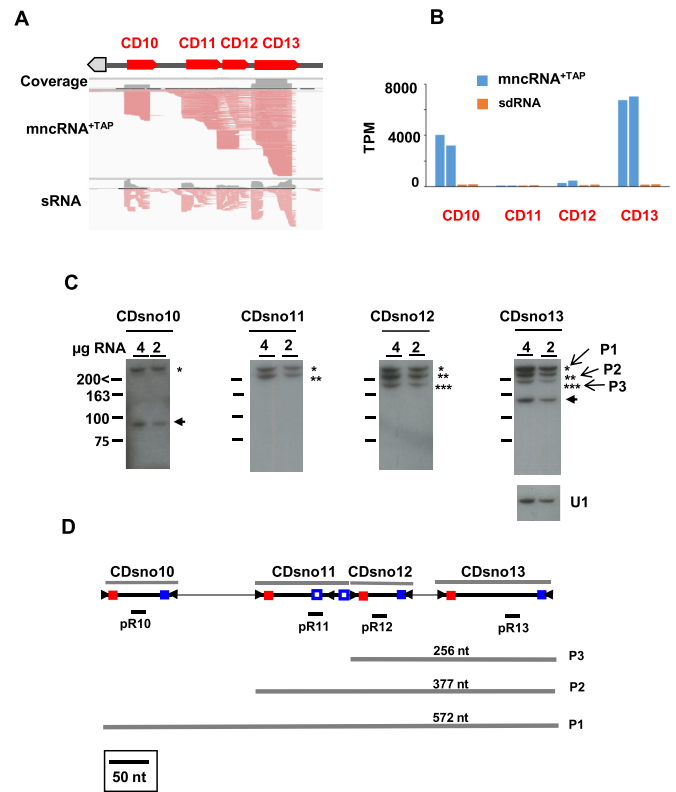 A
CD10 CD11 CD12 CD13
Coverage
mncRNA+TAP
sRNA
B
8000
4000
0
TPM
mncRNA+TAP
sdRNA
CD10 CD11 CD12 CD13
C
CDsno10 CDsno11 CDsno12 CDsno13
µg RNA 4 2 4 2 4 2 4 2
P1
P2
P3
* * * *
** ** **
*** ***
200<
163
100
75
U1
D
CDsno10 CDsno11 CDsno12 CDsno13
pR10 pR11 pR12 pR13
256 nt P3
377 nt P2
572 nt P1
50 nt